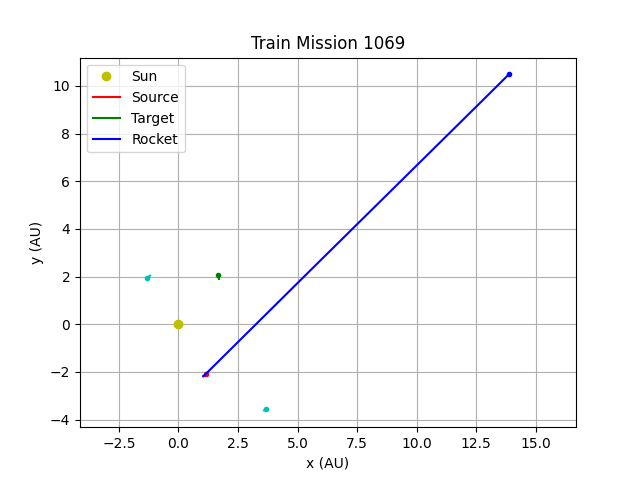 Train Mission 1069
Sun
Source
Target
Rocket
y (AU)
10
8
6
4
2
0
−2
−4
−2.5 0.0 2.5 5.0 7.5 10.0 12.5 15.0
x (AU)